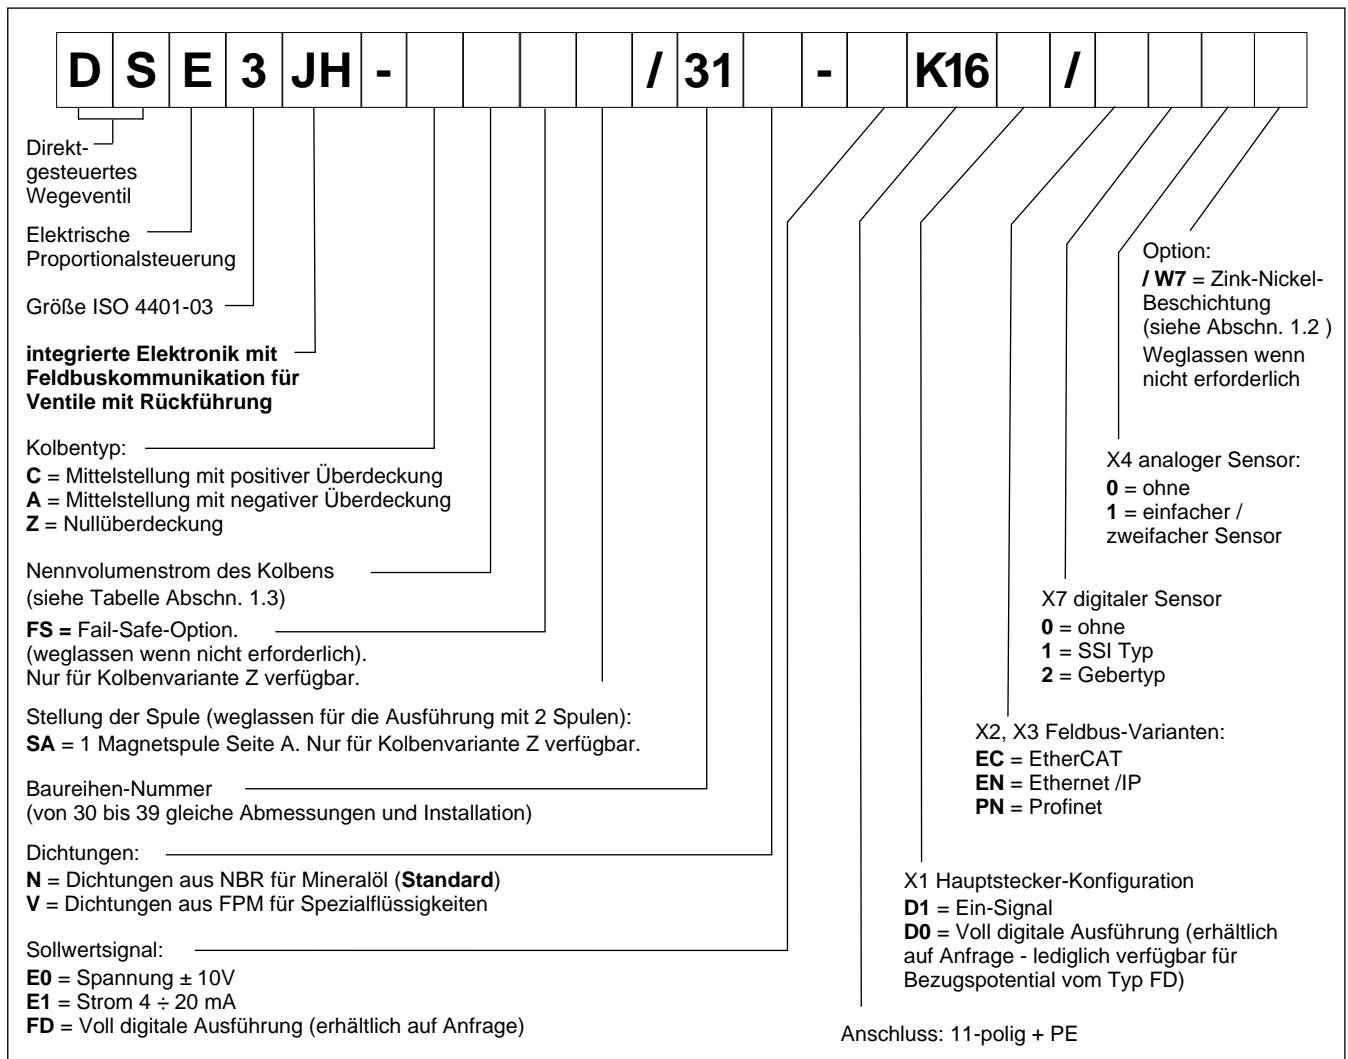 D S E 3 JH - / 31 - K16 /
Direkt-
gesteuertes
Wegeventil
Elektrische
Proportionalsteuerung
Größe ISO 4401-03
integrierte Elektronik mit
Feldbuskommunikation für
Ventile mit Rückführung
Kolbentyp:
C = Mittelstellung mit positiver Überdeckung
A = Mittelstellung mit negativer Überdeckung
Z = Nullüberdeckung
Nennvolumenstrom des Kolbens
(siehe Tabelle Abschn. 1.3)
FS = Fail-Safe-Option.
(weglassen wenn nicht erforderlich).
Nur für Kolbenvariante Z verfügbar.
Stellung der Spule (weglassen für die Ausführung mit 2 Spulen):
SA = 1 Magnetspule Seite A. Nur für Kolbenvariante Z verfügbar.
Baureihen-Nummer
(von 30 bis 39 gleiche Abmessungen und Installation)
Dichtungen:
N = Dichtungen aus NBR für Mineralöl (Standard)
V = Dichtungen aus FPM für Spezialflüssigkeiten
Sollwertsignal:
E0 = Spannung ± 10V
E1 = Strom 4 ÷ 20 mA
FD = Voll digitale Ausführung (erhältlich auf Anfrage)
Option:
/ W7 = Zink-Nickel-
Beschichtung
(siehe Abschn. 1.2 )
Weglassen wenn
nicht erforderlich
X4 analoger Sensor:
0 = ohne
1 = einfacher /
zweifacher Sensor
X7 digitaler Sensor
0 = ohne
1 = SSI Typ
2 = Gebertyp
X2, X3 Feldbus-Varianten:
EC = EtherCAT
EN = Ethernet /IP
PN = Profinet
X1 Hauptstecker-Konfiguration
D1 = Ein-Signal
D0 = Voll digitale Ausführung (erhältlich
auf Anfrage - lediglich verfügbar für
Bezugspotential vom Typ FD)
Anschluss: 11-polig + PE